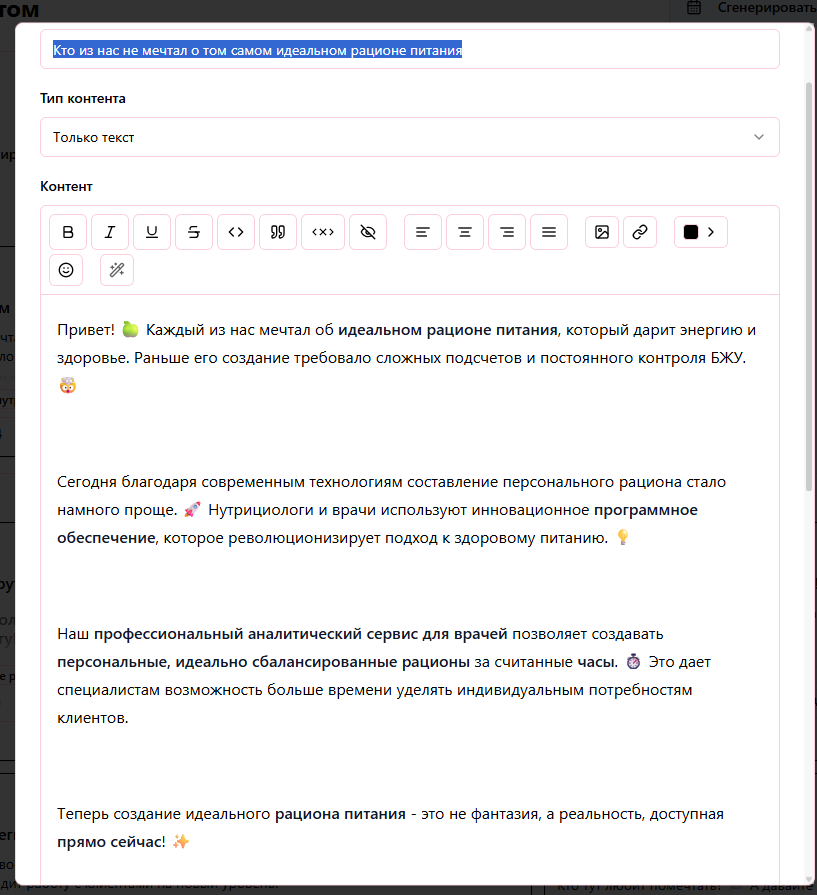 том
Сгенерировать
Кто из нас не мечтал о том самом идеальном рационе питания
Тип контента
Только текст
Контент
Привет! 🍏 Каждый из нас мечтал об идеальном рационе питания, который дарит энергию и
здоровье. Раньше его создание требовало сложных подсчетов и постоянного контроля БЖУ.
🤯
Сегодня благодаря современным технологиям составление персонального рациона стало
намного проще. 🚀 Нутрициологи и врачи используют инновационное программное
обеспечение, которое революционизирует подход к здоровому питанию. 💡
Наш профессиональный аналитический сервис для врачей позволяет создавать
персональные, идеально сбалансированные рационы за считанные часы. ⏱️ Это дает
специалистам возможность больше времени уделять индивидуальным потребностям
клиентов.
Теперь создание идеального рациона питания - это не фантазия, а реальность, доступная
прямо сейчас! ✨